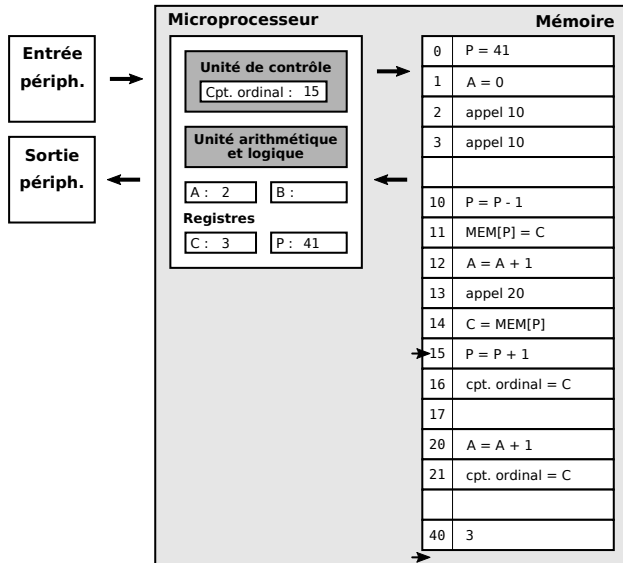 Microprocesseur
Mémoire
Entrée
périph.
Sortie
périph.
Unité de contrôle
Cpt. ordinal : 15
Unité arithmétique
et logique
A : 2
B :
Registres
C : 3
P : 41
0 P = 41
1 A = 0
2 appel 10
3 appel 10
10 P = P - 1
11 MEM[P] = C
12 A = A + 1
13 appel 20
14 C = MEM[P]
15 P = P + 1
16 cpt. ordinal = C
17
20 A = A + 1
21 cpt. ordinal = C
40 3